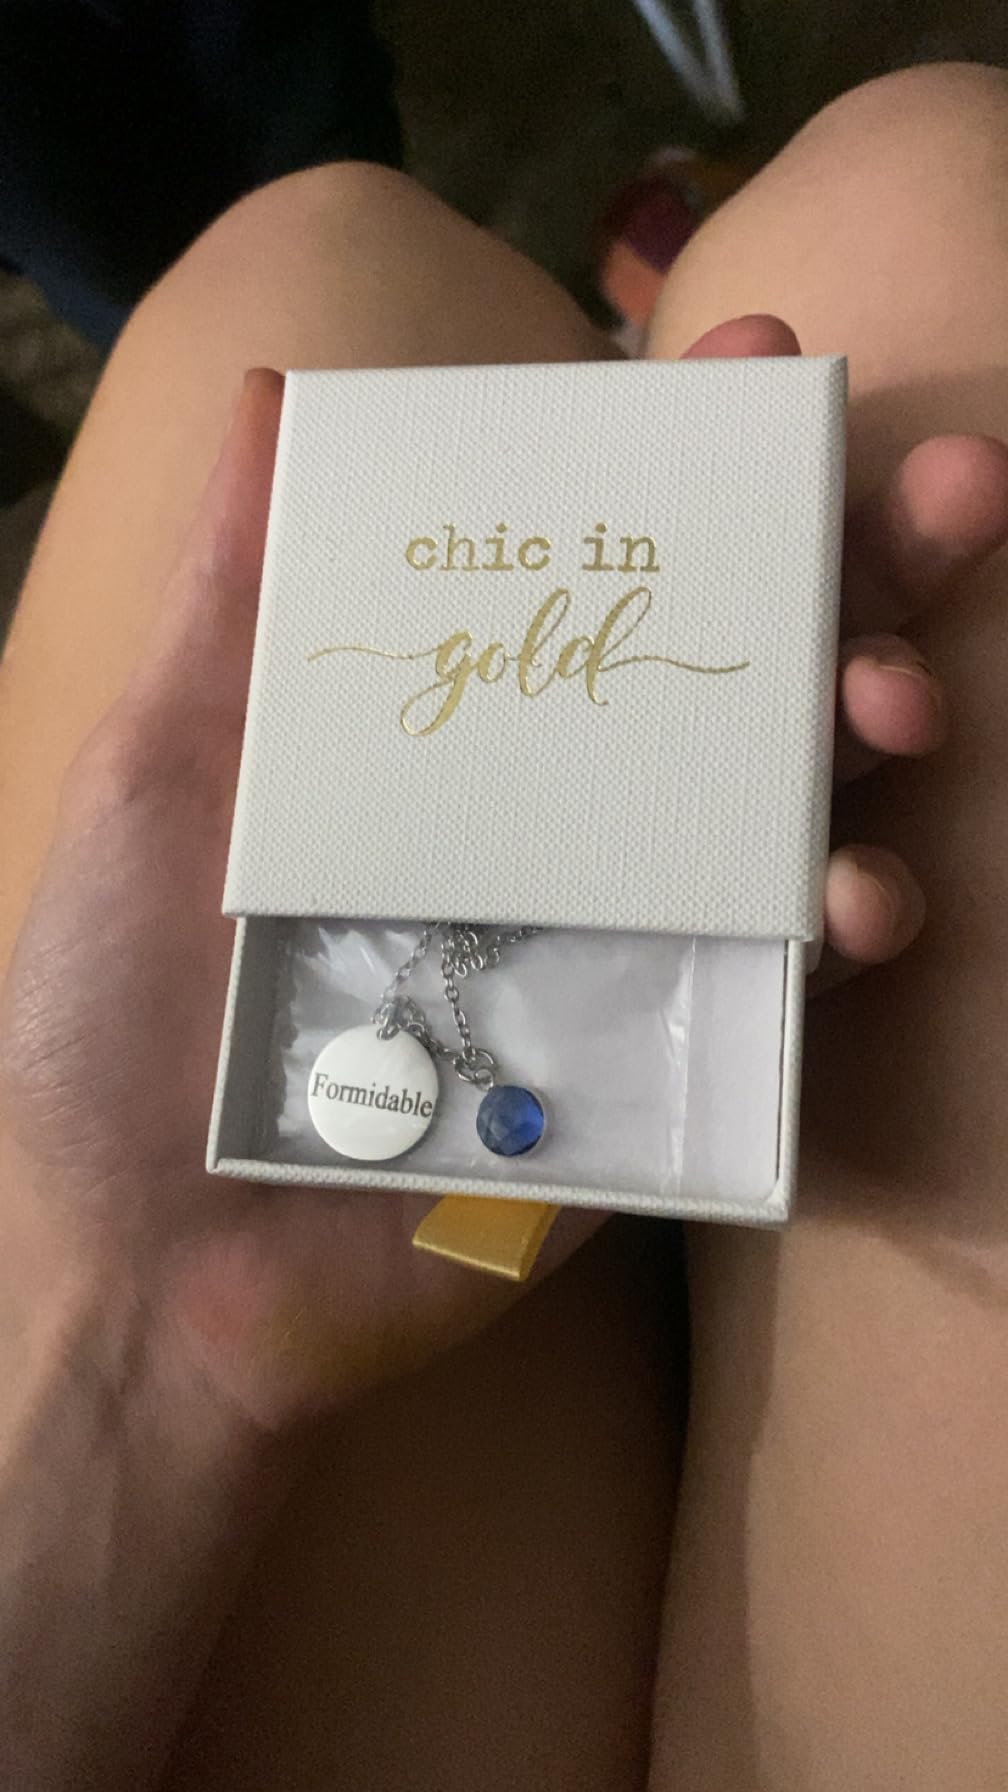 chic in
gold
Formidable